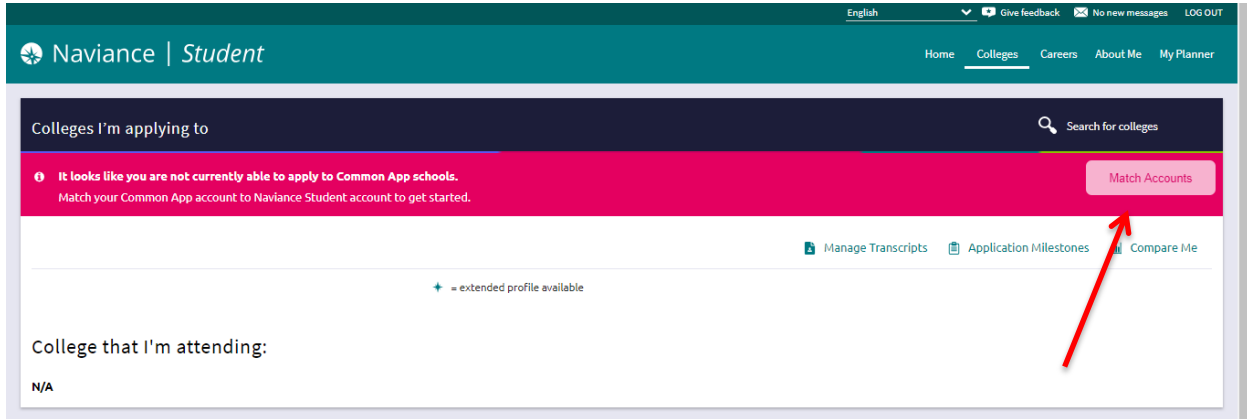 English Give feedback No new messages LOG OUT
Naviance | Student
Home Colleges Careers About Me My Planner
Colleges I'm applying to
Search for colleges
It looks like you are not currently able to apply to Common App schools.
Match your Common App account to Naviance Student account to get started.
Match Accounts
Manage Transcripts Application Milestones Compare Me
= extended profile available
College that I'm attending:
N/A